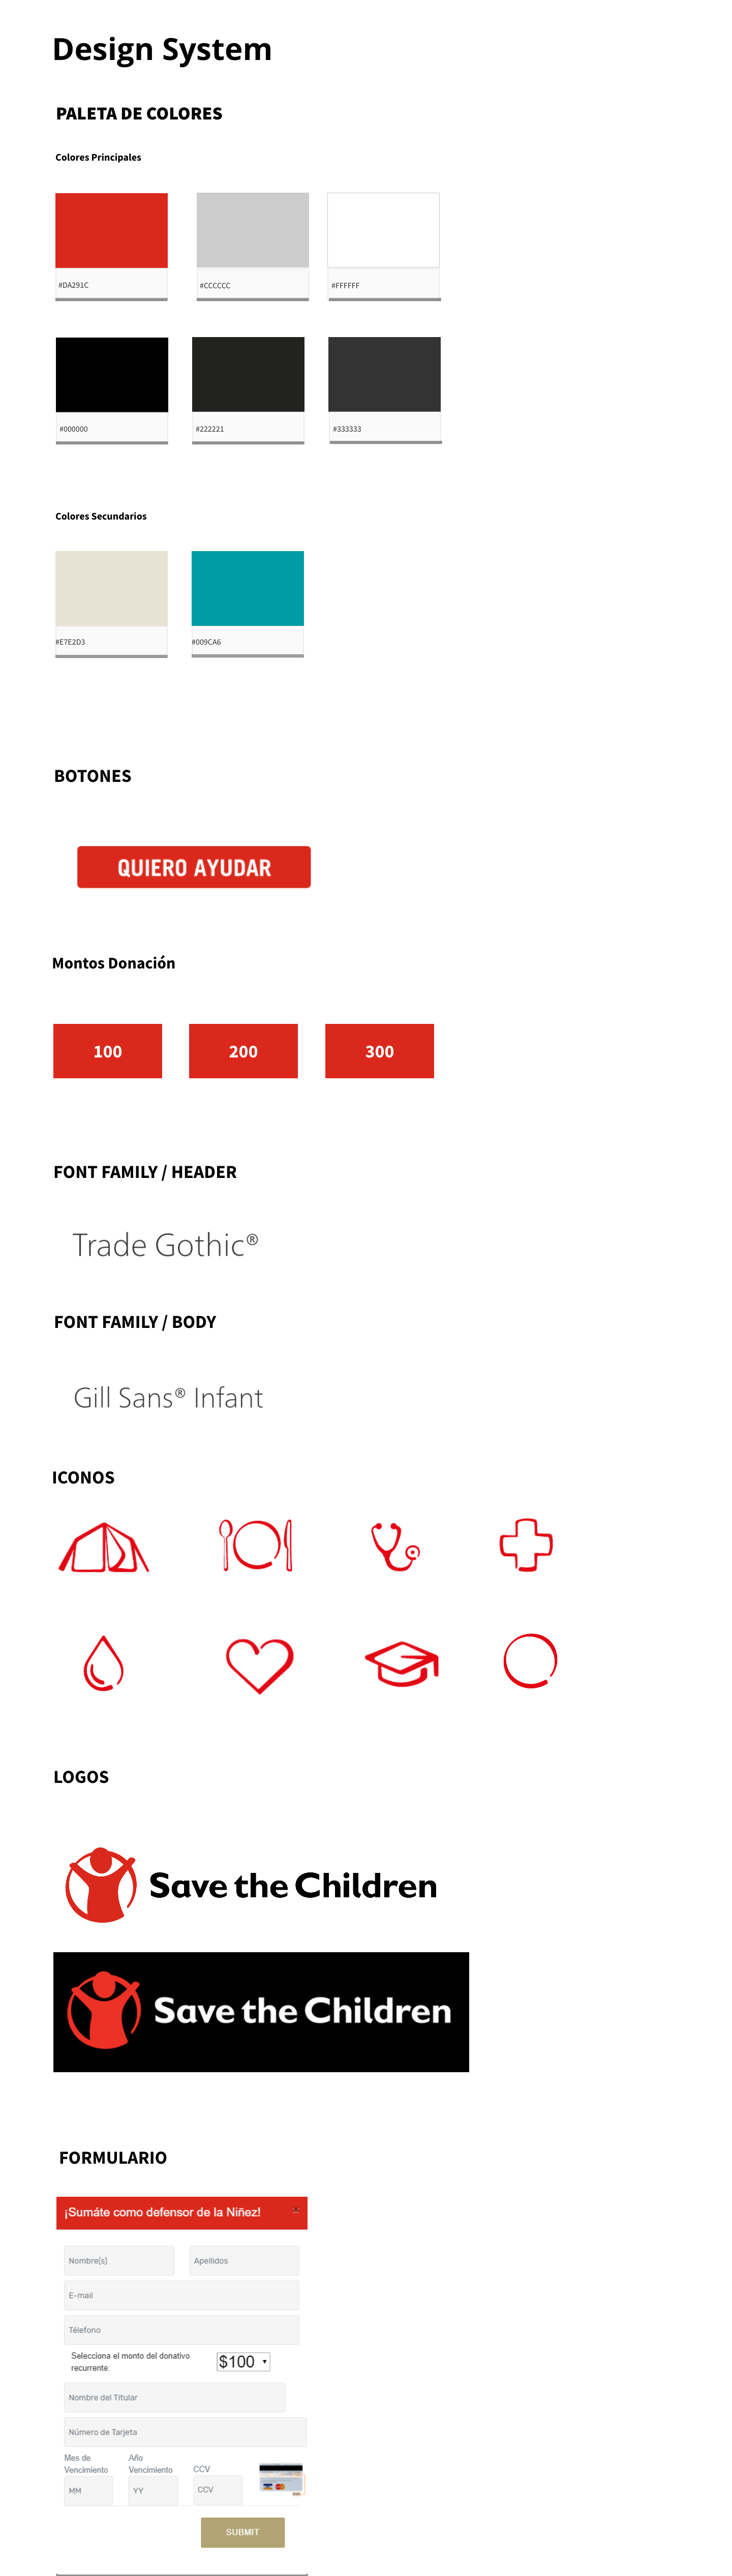 Design System
PALETA DE COLORES
Colores Principales
#DA291C
#CCCCCC
#FFFFFF
#000000
#222221
#333333
Colores Secundarios
#E7E2D3
#009CA6
BOTONES
QUIERO AYUDAR
Montos Donación
100
200
300
FONT FAMILY / HEADER
Trade Gothic®
FONT FAMILY / BODY
Gill Sans® Infant
ICONOS
LOGOS
Save the Children
Save the Children
FORMULARIO
¡Sumáte como defensor de la Niñez!
Nombre(s)
Apellidos
E-mail
Télefono
Selecciona el monto del donativo
recurrente:
$100
Nombre del Titular
Número de Tarjeta
Mes de
Vencimiento
Año
Vencimiento
CCV
MM
YY
CCV
SUBMIT